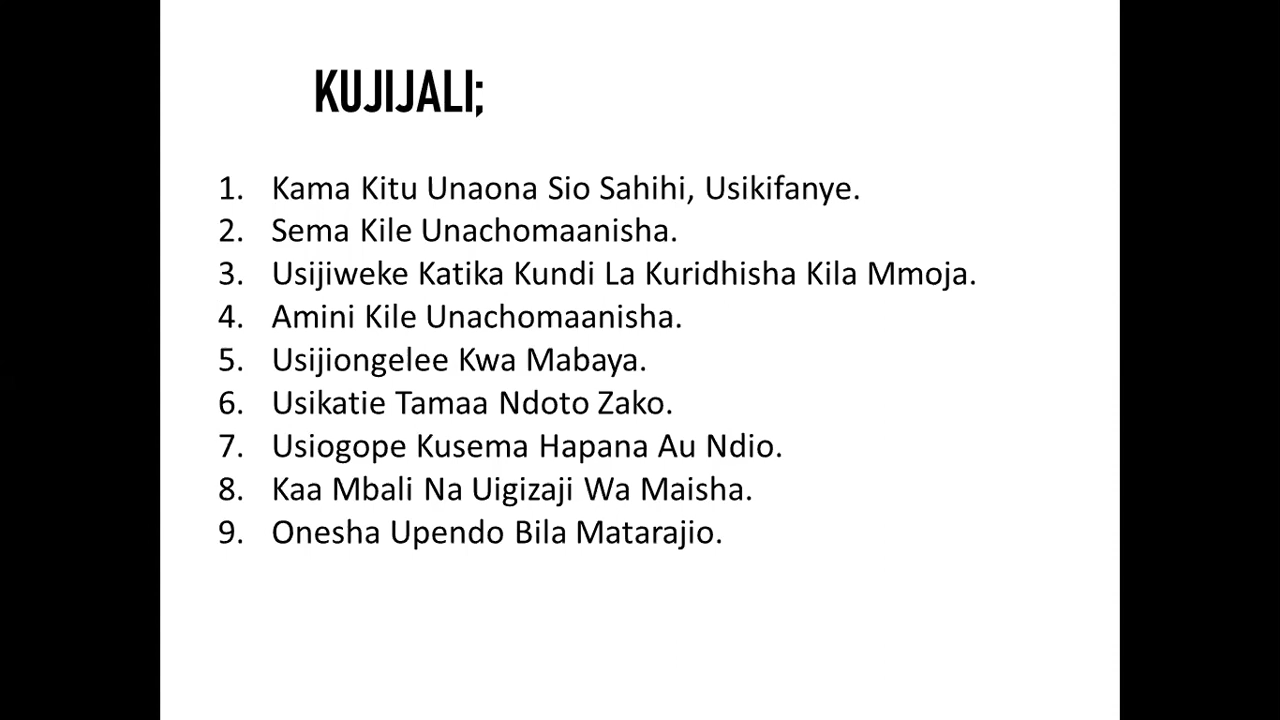 KUJIJALI;
1. Kama Kitu Unaona Sio Sahihi, Usikifanye.
2. Sema Kile Unachomaanisha.
3. Usijiweke Katika Kundi La Kuridhisha Kila Mmoja.
4. Amini Kile Unachomaanisha.
5. Usijiongelee Kwa Mabaya.
6. Usikatie Tamaa Ndoto Zako.
7. Usiogope Kusema Hapana Au Ndio.
8. Kaa Mbali Na Uigizaji Wa Maisha.
9. Onesha Upendo Bila Matarajio.